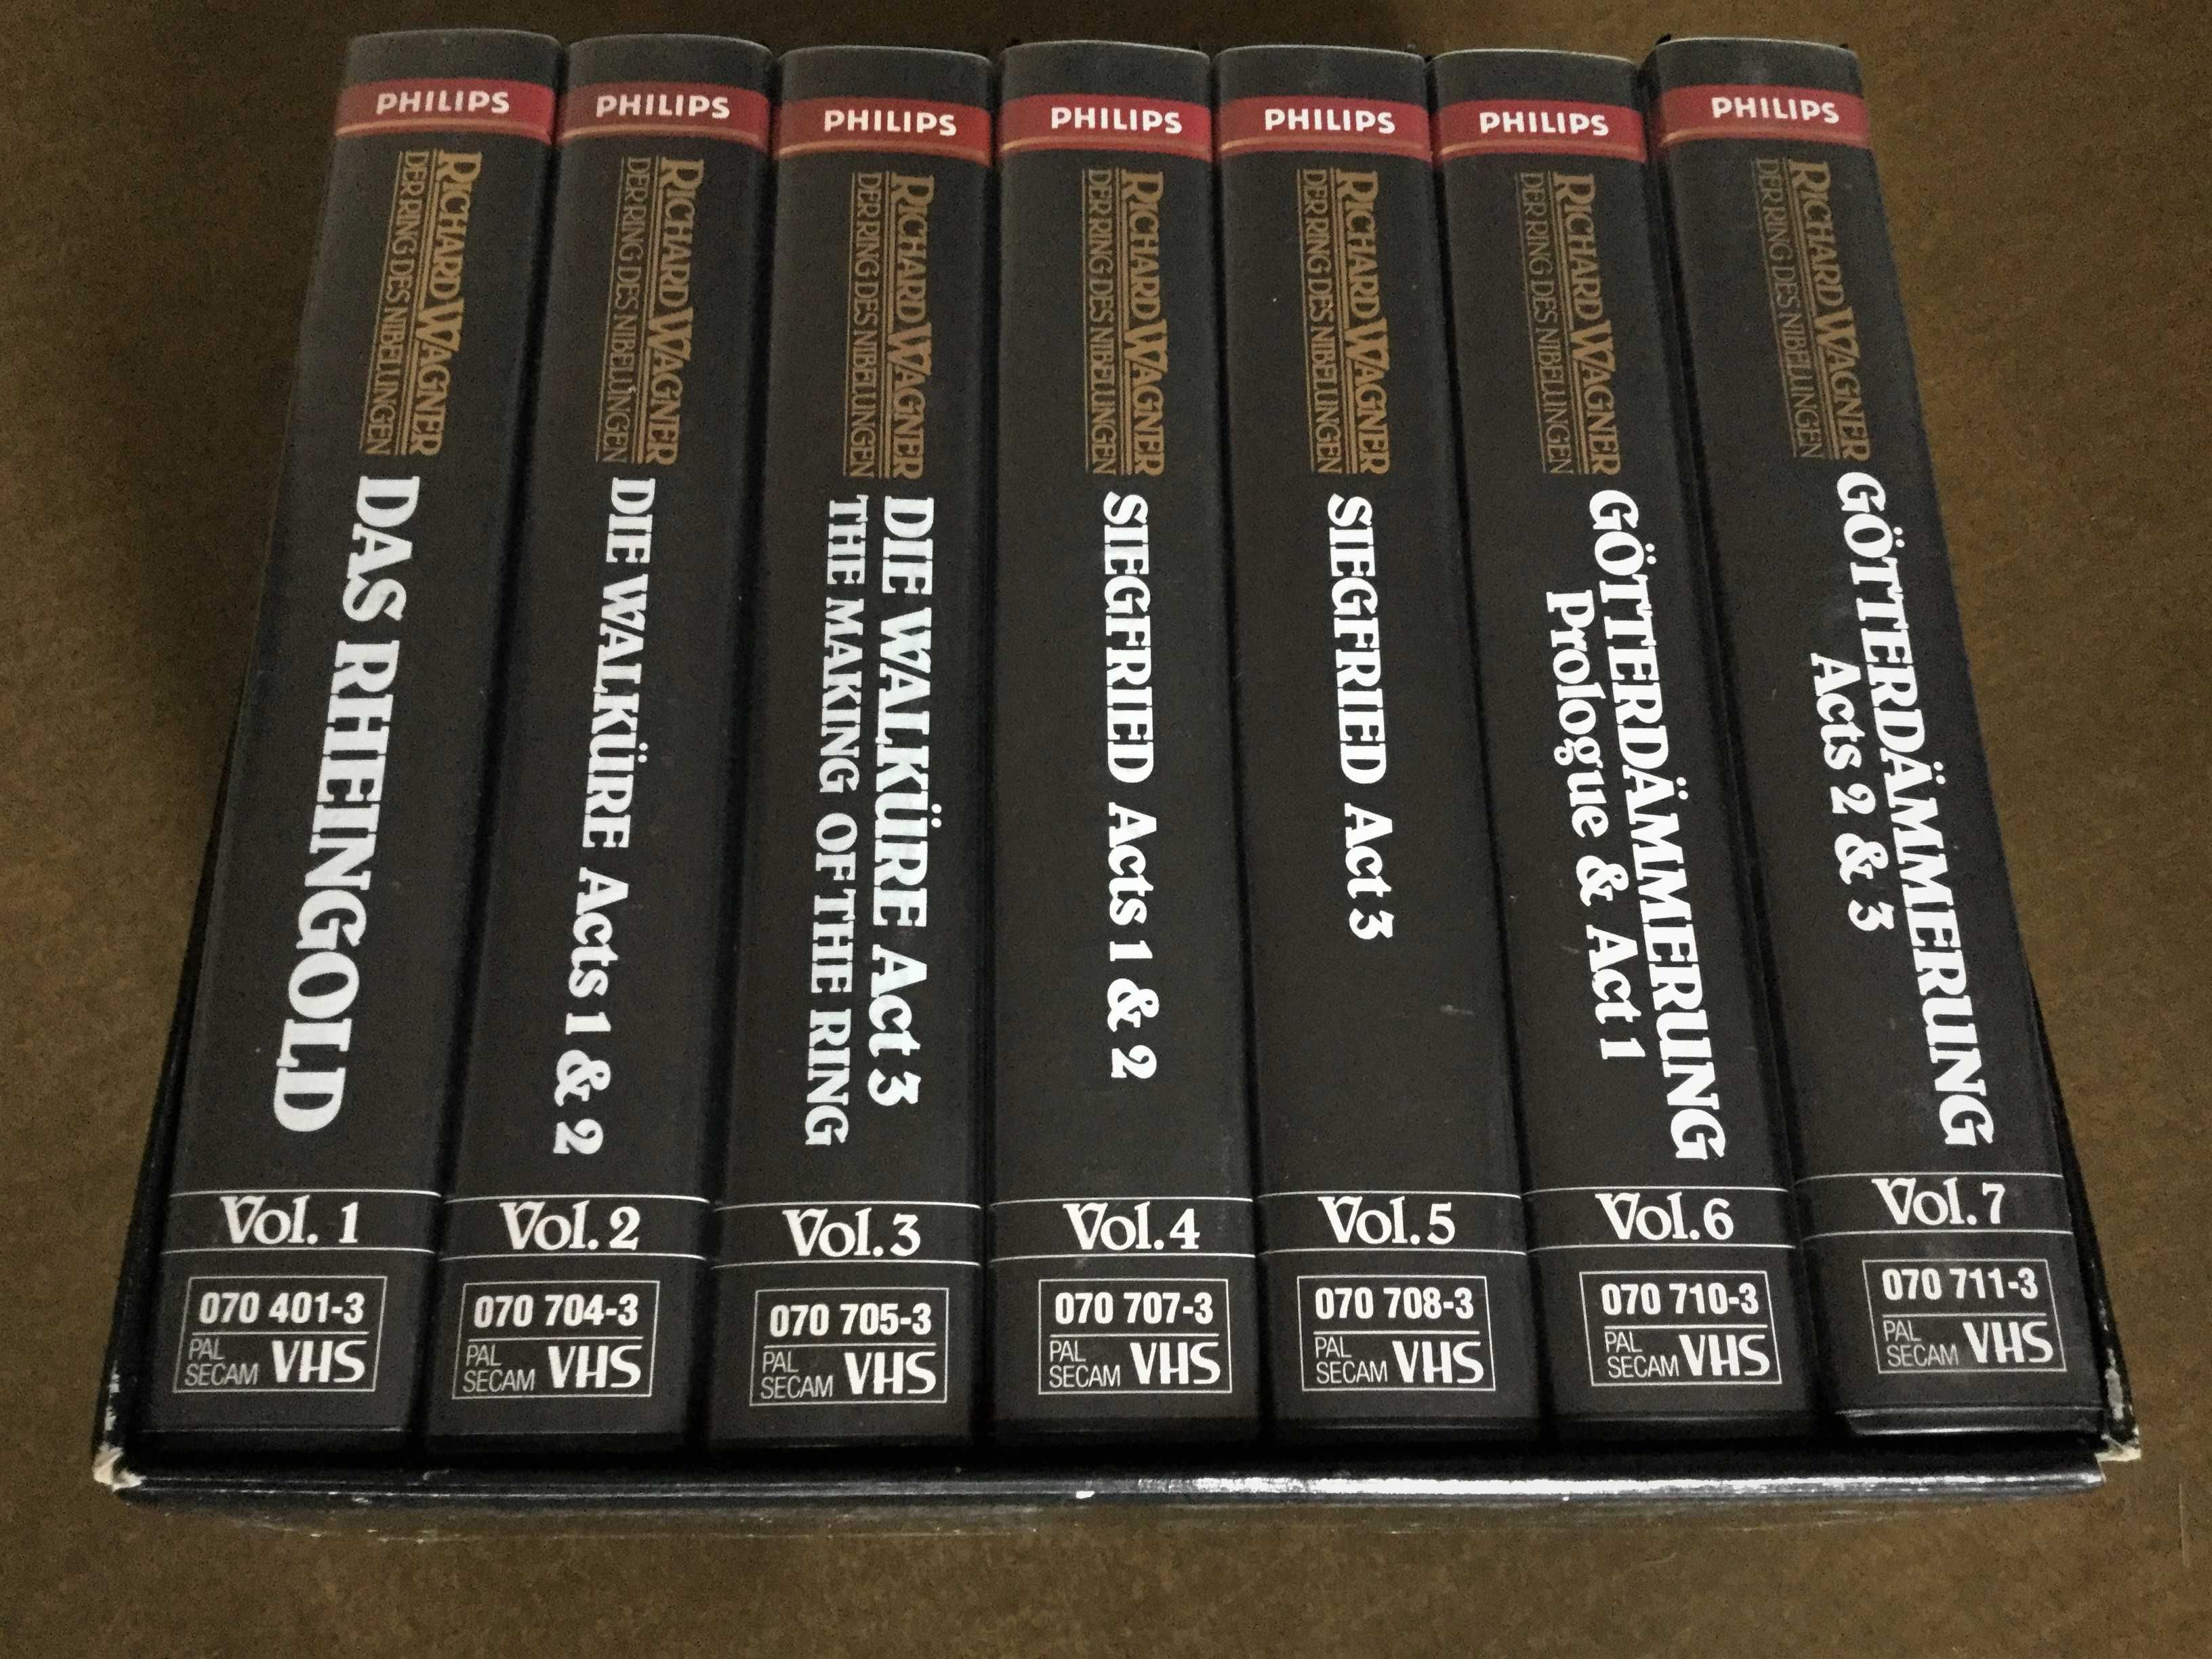 PHILIPS
RICHARD WAGNER
DER RING DES NIBELUNGEN
DAS RHEINGOLD
Vol. 1
070 401-3
PAL
SECAM VHS
PHILIPS
RICHARD WAGNER
DER RING DES NIBELUNGEN
DIE WALKÜRE Acts 1 & 2
Vol. 2
070 704-3
PAL
SECAM VHS
PHILIPS
RICHARD WAGNER
DER RING DES NIBELUNGEN
DIE WALKÜRE Act 3
THE MAKING OF THE RING
Vol. 3
070 705-3
PAL
SECAM VHS
PHILIPS
RICHARD WAGNER
DER RING DES NIBELUNGEN
SIEGFRIED Acts 1 & 2
Vol. 4
070 707-3
PAL
SECAM VHS
PHILIPS
RICHARD WAGNER
DER RING DES NIBELUNGEN
SIEGFRIED Act 3
Vol. 5
070 708-3
PAL
SECAM VHS
PHILIPS
RICHARD WAGNER
DER RING DES NIBELUNGEN
GÖTTERDÄMMERUNG
Prologue & Act 1
Vol. 6
070 710-3
PAL
SECAM VHS
PHILIPS
RICHARD WAGNER
DER RING DES NIBELUNGEN
GÖTTERDÄMMERUNG
Acts 2 & 3
Vol. 7
070 711-3
PAL
SECAM VHS